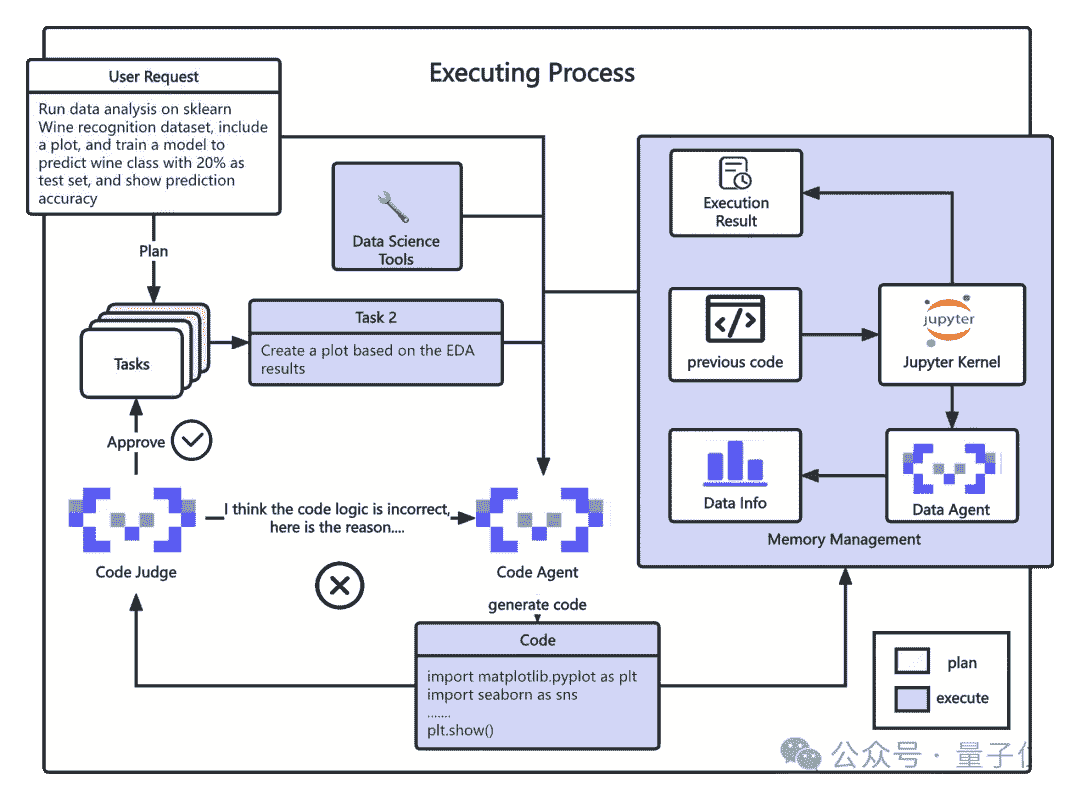 Executing Process
User Request
Run data analysis on sklearn
Wine recognition dataset, include
a plot, and train a model to
predict wine class with 20% as
test set, and show prediction
accuracy
Plan
Data Science
Tools
Tasks
Task 2
Create a plot based on the EDA
results
Approve
I think the code logic is incorrect,
here is the reason....
Code Judge
Code Agent
generate code
Code
import matplotlib.pyplot as plt
import seaborn as sns
.......
plt.show()
Execution
Result
previous code
</>
jupyter
Jupyter Kernel
Data Info
Data Agent
Memory Management
plan
execute
公众号 · 量子